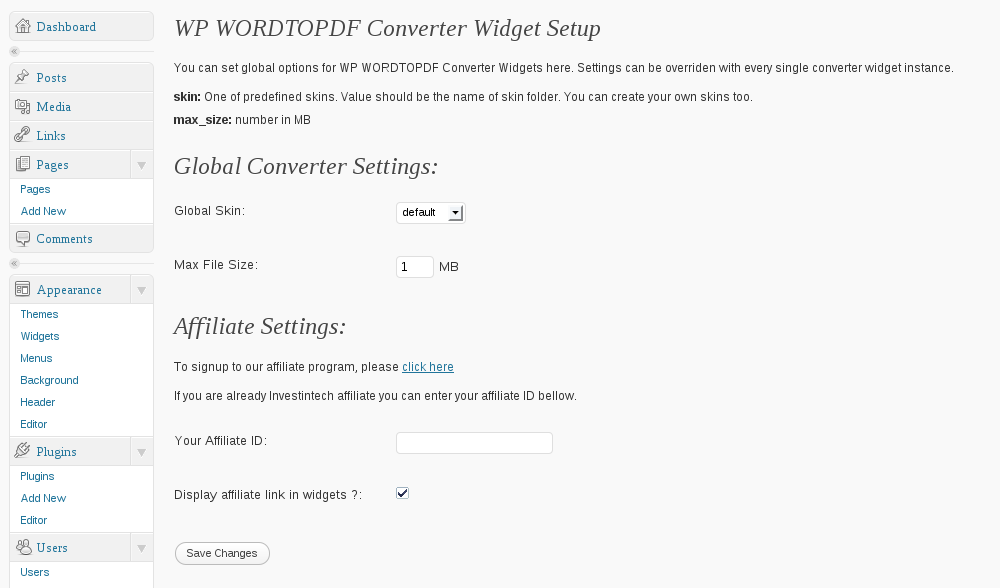 Dashboard
Posts
Media
Links
Pages
Pages
Add New
Comments
Appearance
Themes
Widgets
Menus
Background
Header
Editor
Plugins
Plugins
Add New
Editor
Users
Users
WP WORDTOPDF Converter Widget Setup
You can set global options for WP WORDTOPDF Converter Widgets here. Settings can be overriden with every single converter widget instance.
skin: One of predefined skins. Value should be the name of skin folder. You can create your own skins too.
max_size: number in MB
Global Converter Settings:
Global Skin: default
Max File Size: 1 MB
Affiliate Settings:
To signup to our affiliate program, please click here
If you are already Investintech affiliate you can enter your affiliate ID bellow.
Your Affiliate ID:
Display affiliate link in widgets ?:
Save Changes